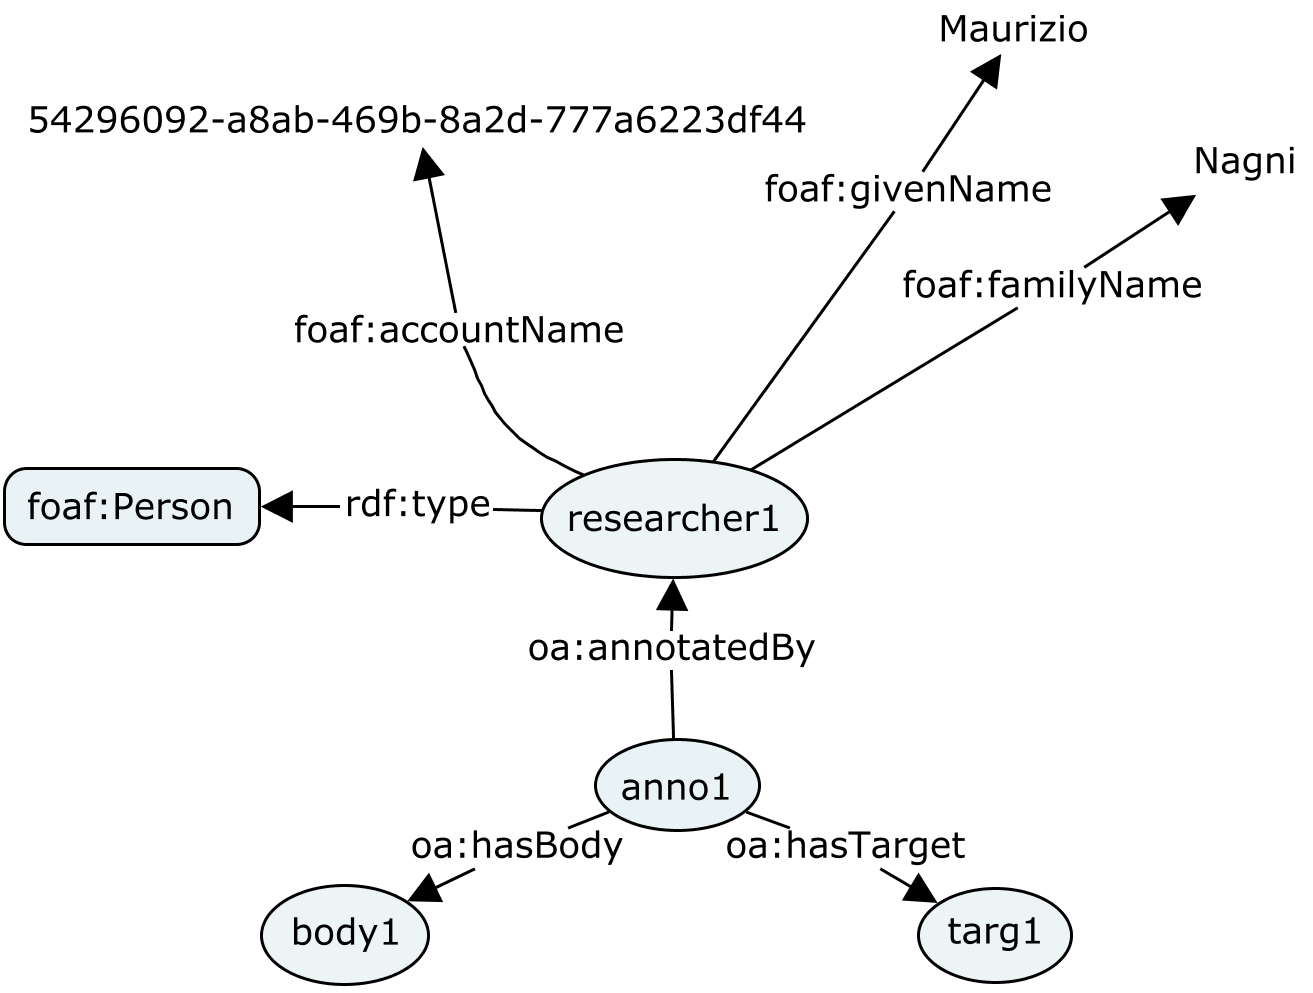 Maurizio
54296092-a8ab-469b-8a2d-777a6223df44
Nagni
foaf:givenName
foaf:familyName
foaf:accountName
foaf:Person
rdf:type
researcher1
oa:annotatedBy
anno1
oa:hasBody
oa:hasTarget
body1
targ1